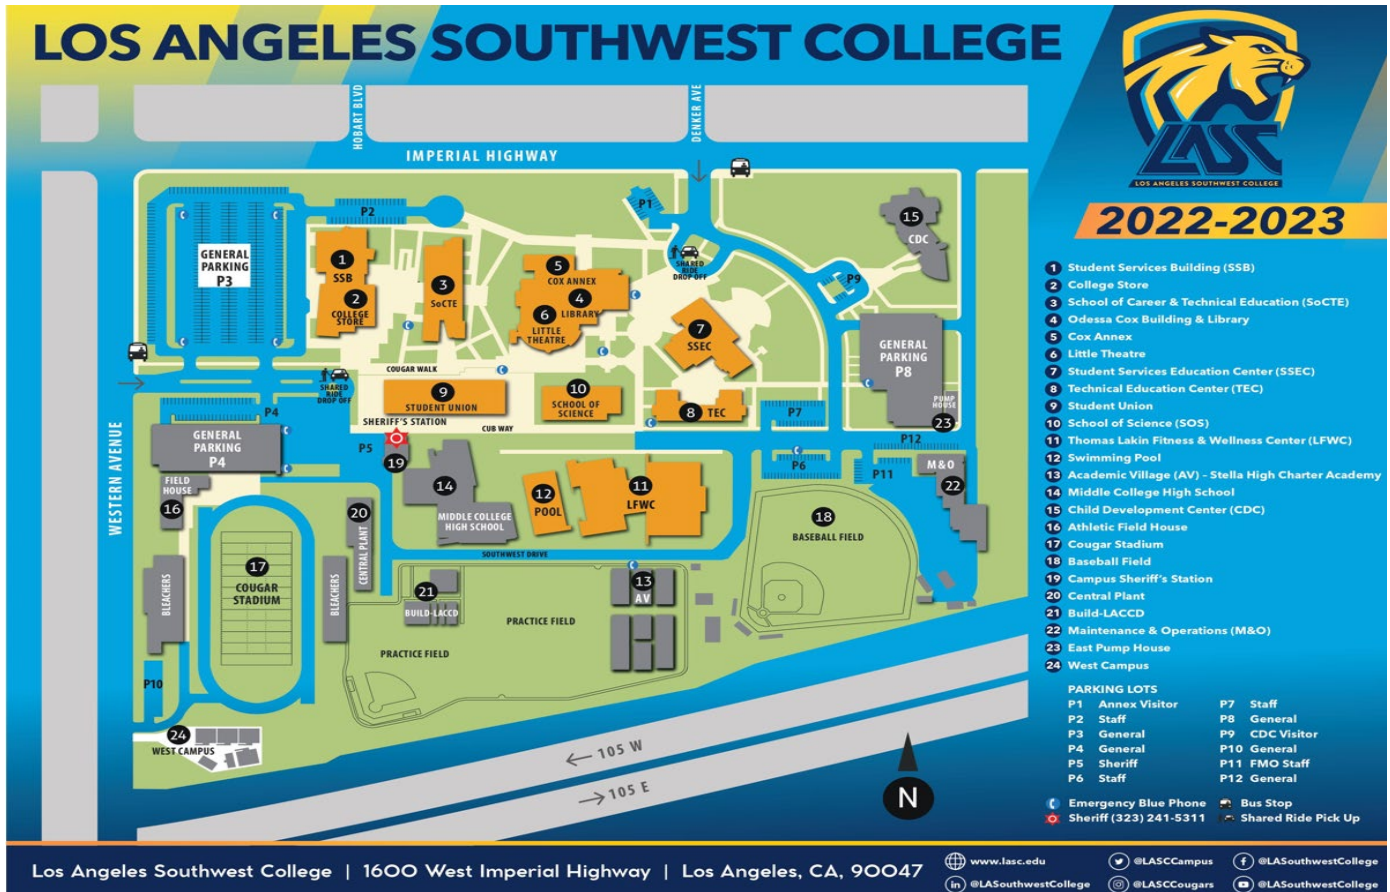 LOS ANGELES SOUTHWEST COLLEGE
LASC
LOS ANGELES SOUTHWEST COLLEGE
2022-2023
HOBART BLVD
DENKER AVE
IMPERIAL HIGHWAY
WESTERN AVENUE
P1
P2
15
CDC
GENERAL
PARKING
P3
1
SSB
2
COLLEGE
STORE
3
SoCTE
5
COX ANNEX
4
LIBRARY
6
LITTLE
THEATRE
SHARED
RIDE
DROP OFF
P9
7
SSEC
GENERAL
PARKING
P8
PUMP
HOUSE
23
COUGAR WALK
SHARED
RIDE
DROP OFF
9
STUDENT UNION
10
SCHOOL OF
SCIENCE
8 TEC
P7
P4
GENERAL
PARKING
P4
SHERIFF'S STATION
CUB WAY
P5
19
P12
P6
P11
M&O
22
FIELD
HOUSE
16
14
MIDDLE COLLEGE
HIGH SCHOOL
12
POOL
11
LFWC
18
BASEBALL FIELD
20
CENTRAL PLANT
SOUTHWEST DRIVE
17
COUGAR
STADIUM
BLEACHERS
BLEACHERS
21
BUILD-LACCD
13
AV
PRACTICE FIELD
PRACTICE FIELD
P10
24
WEST CAMPUS
105 W
105 E
N
1 Student Services Building (SSB)
2 College Store
3 School of Career & Technical Education (SoCTE)
4 Odessa Cox Building & Library
5 Cox Annex
6 Little Theatre
7 Student Services Education Center (SSEC)
8 Technical Education Center (TEC)
9 Student Union
10 School of Science (SOS)
11 Thomas Lakin Fitness & Wellness Center (LFWC)
12 Swimming Pool
13 Academic Village (AV) – Stella High Charter Academy
14 Middle College High School
15 Child Development Center (CDC)
16 Athletic Field House
17 Cougar Stadium
18 Baseball Field
19 Campus Sheriff's Station
20 Central Plant
21 Build-LACCD
22 Maintenance & Operations (M&O)
23 East Pump House
24 West Campus
PARKING LOTS
P1 Annex Visitor
P2 Staff
P3 General
P4 General
P5 Sheriff
P6 Staff
P7 Staff
P8 General
P9 CDC Visitor
P10 General
P11 FMO Staff
P12 General
Emergency Blue Phone
Bus Stop
Sheriff (323) 241-5311
Shared Ride Pick Up
Los Angeles Southwest College | 1600 West Imperial Highway | Los Angeles, CA, 90047
www.lasc.edu
@LASCCampus
@LASouthwestCollege
@LASouthwestCollege
@LASCCougars
@LASouthwestCollege